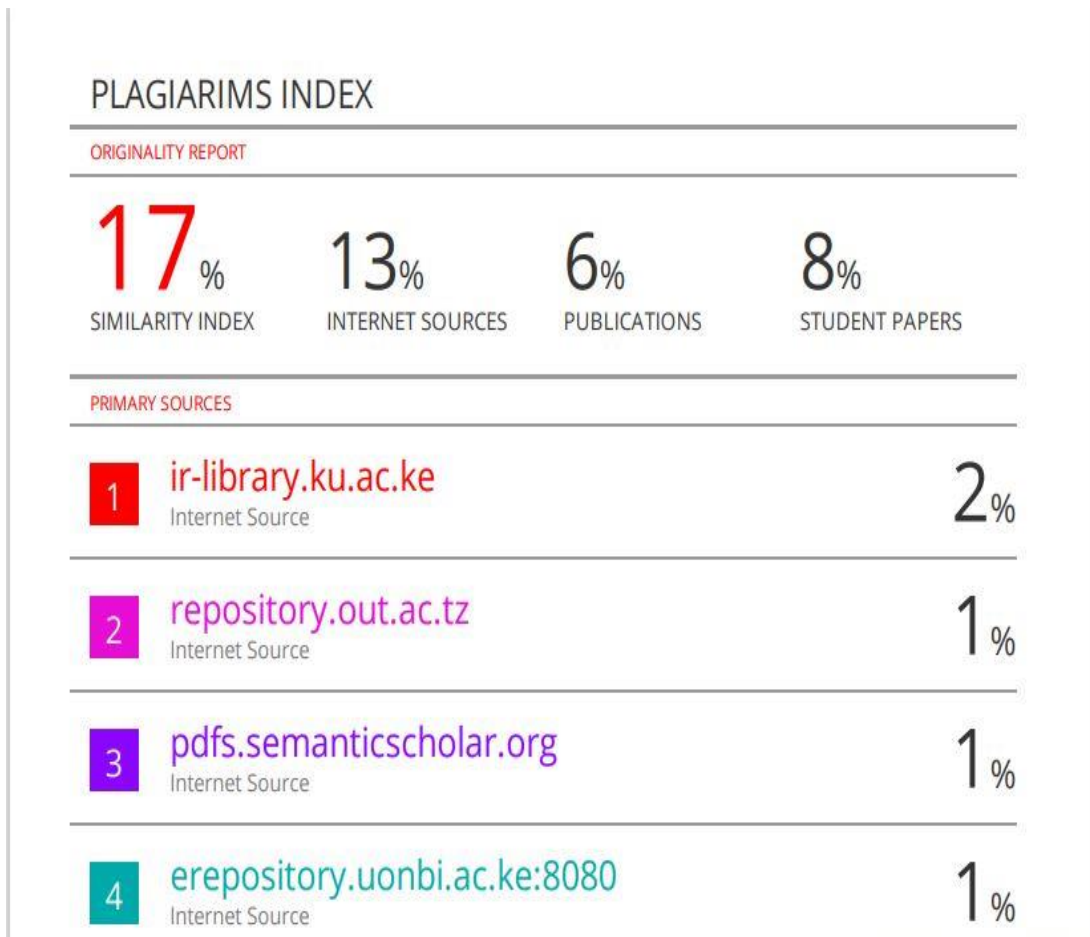 PLAGIARIMS INDEX
ORIGINALITY REPORT
17% 13% 6% 8%
SIMILARITY INDEX INTERNET SOURCES PUBLICATIONS STUDENT PAPERS
PRIMARY SOURCES
1 ir-library.ku.ac.ke 2%
Internet Source
2 repository.out.ac.tz 1%
Internet Source
3 pdfs.semanticscholar.org 1%
Internet Source
4 erepository.uonbi.ac.ke:8080 1%
Internet Source